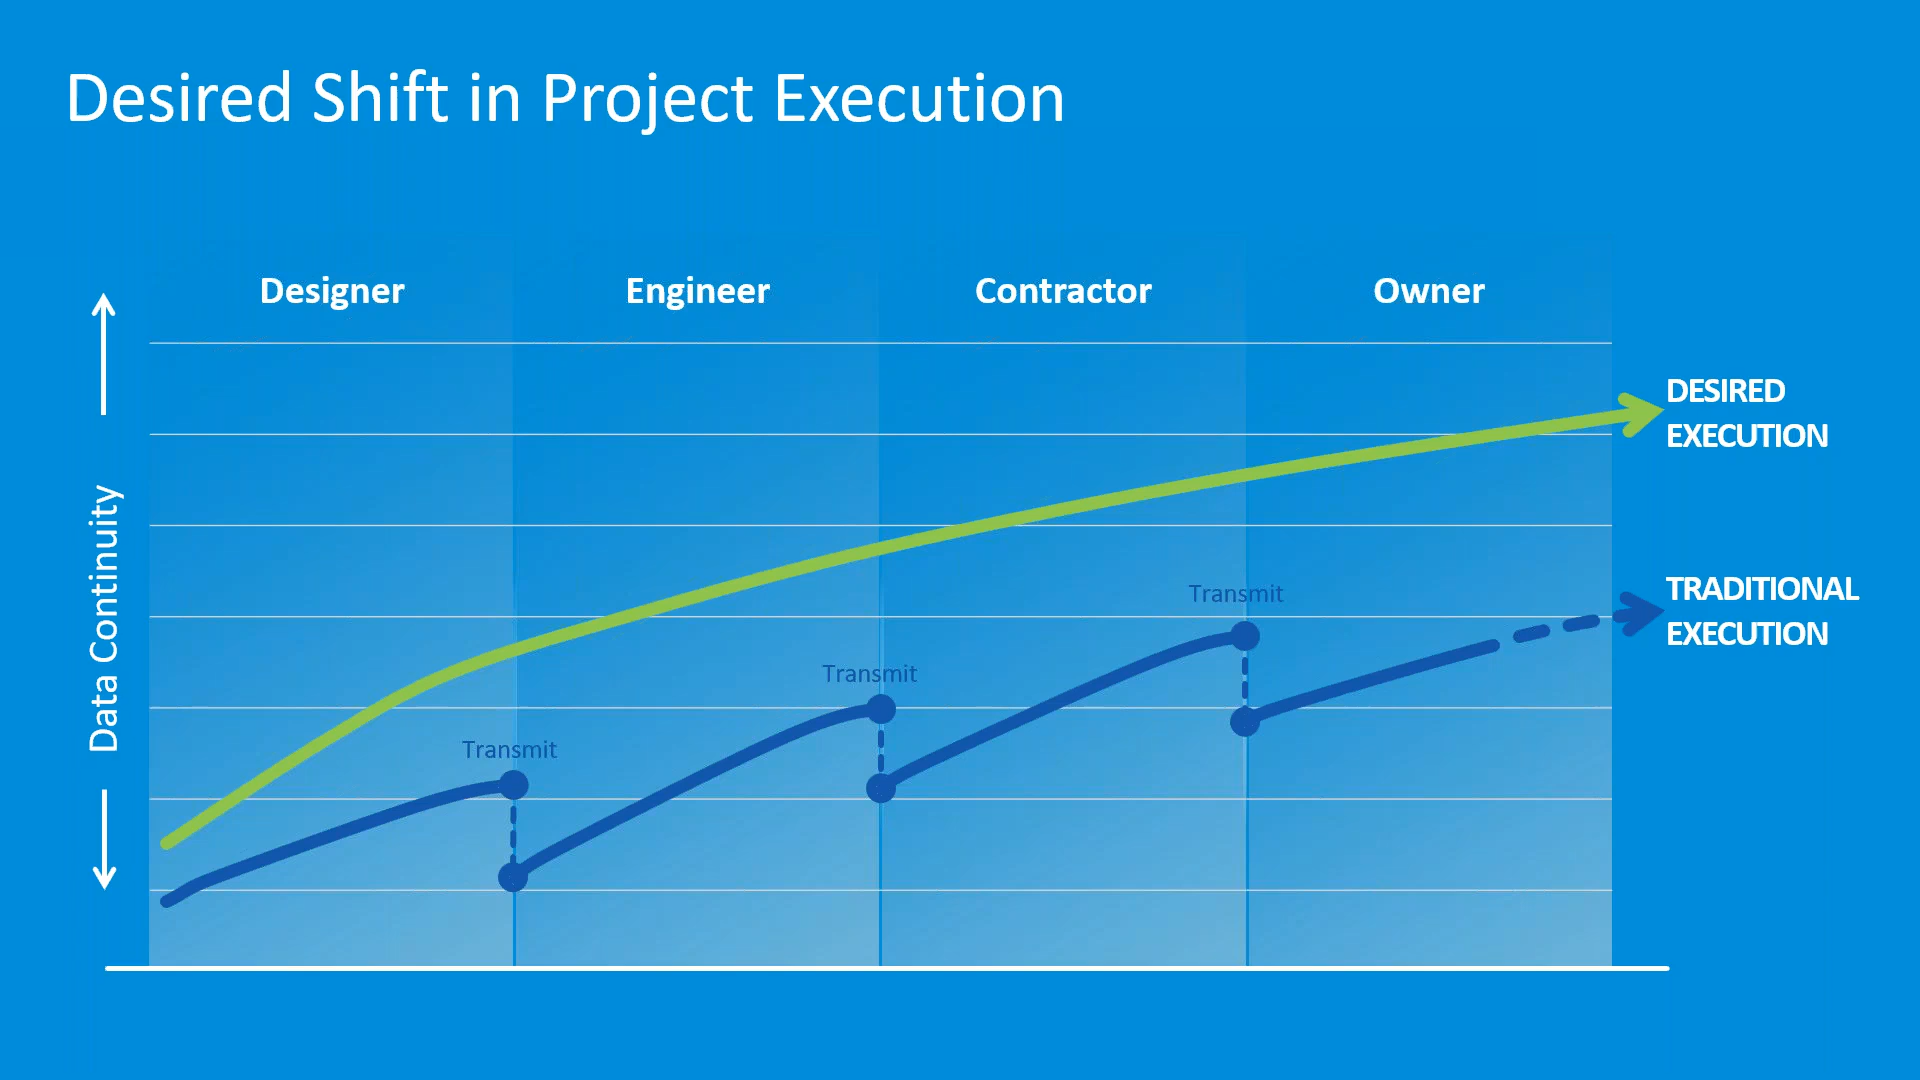 Desired Shift in Project Execution
Designer
Engineer
Contractor
Owner
Data Continuity
DESIRED
EXECUTION
TRADITIONAL
EXECUTION
Transmit
Transmit
Transmit